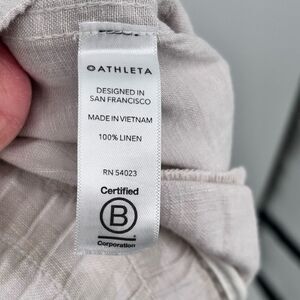 ATHLETA
DESIGNED IN
SAN FRANCISCO
MADE IN VIETNAM
100% LINEN
RN 54023
Certified
B
Corporation